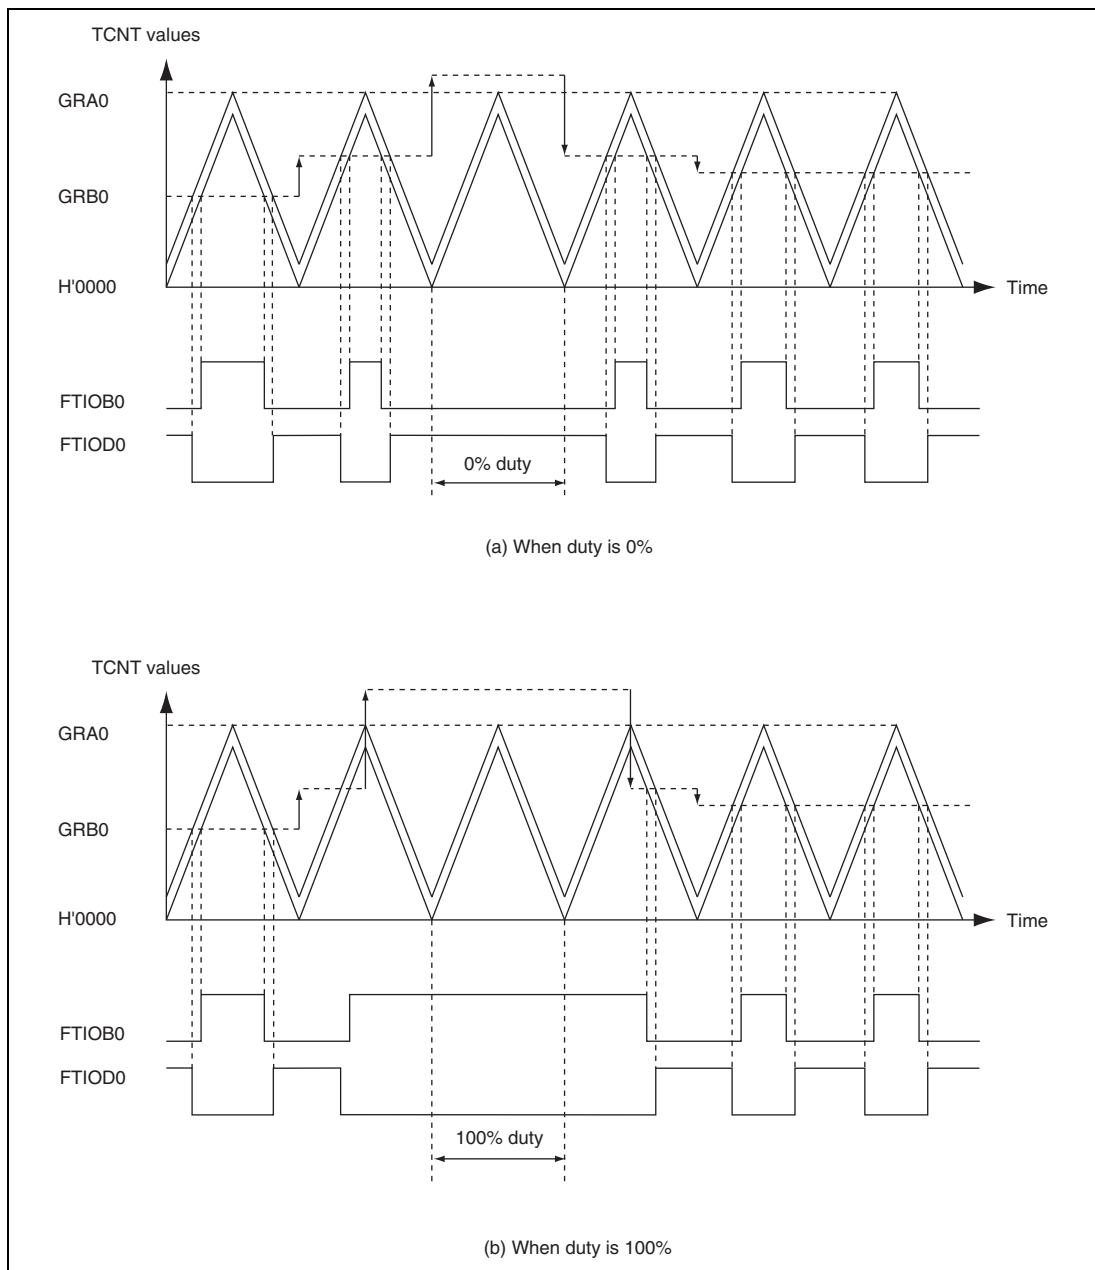 TCNT values
GRA0
GRB0
H'0000
Time
FTIOB0
FTIOD0
0% duty
(a) When duty is 0%
TCNT values
GRA0
GRB0
H'0000
Time
FTIOB0
FTIOD0
100% duty
(b) When duty is 100%